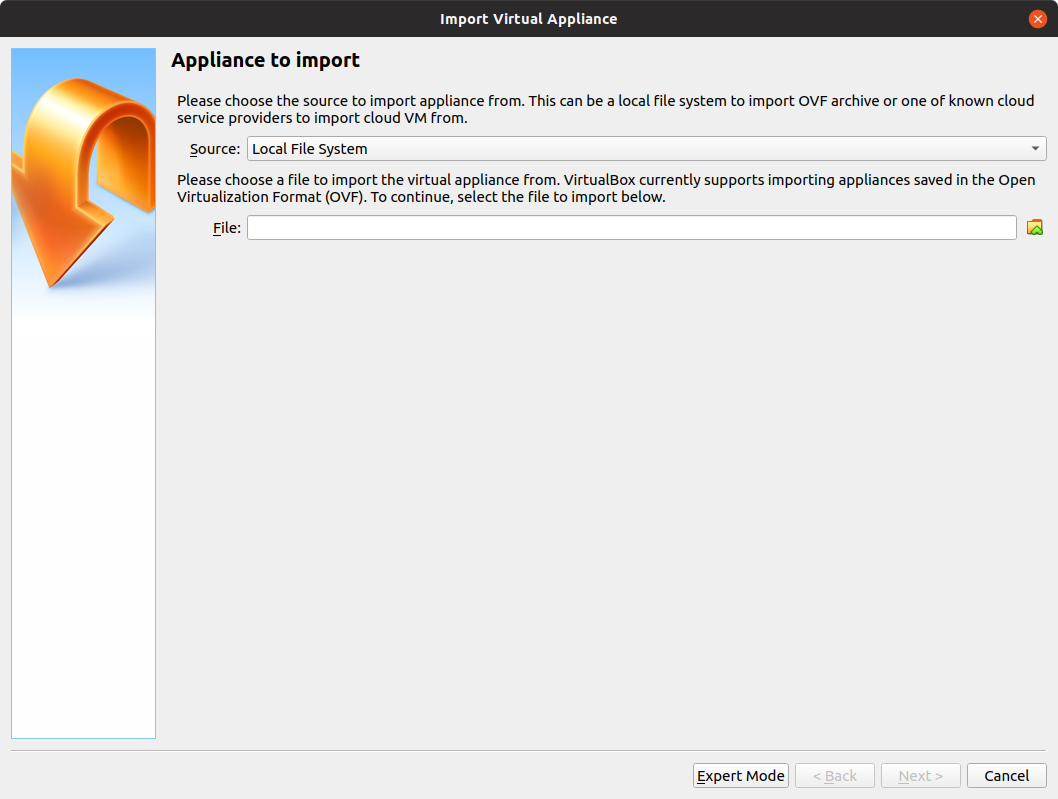 Import Virtual Appliance
Appliance to import
Please choose the source to import appliance from. This can be a local file system to import OVF archive or one of known cloud
service providers to import cloud VM from.
Source: Local File System
Please choose a file to import the virtual appliance from. VirtualBox currently supports importing appliances saved in the Open
Virtualization Format (OVF). To continue, select the file to import below.
File:
Expert Mode < Back Next > Cancel